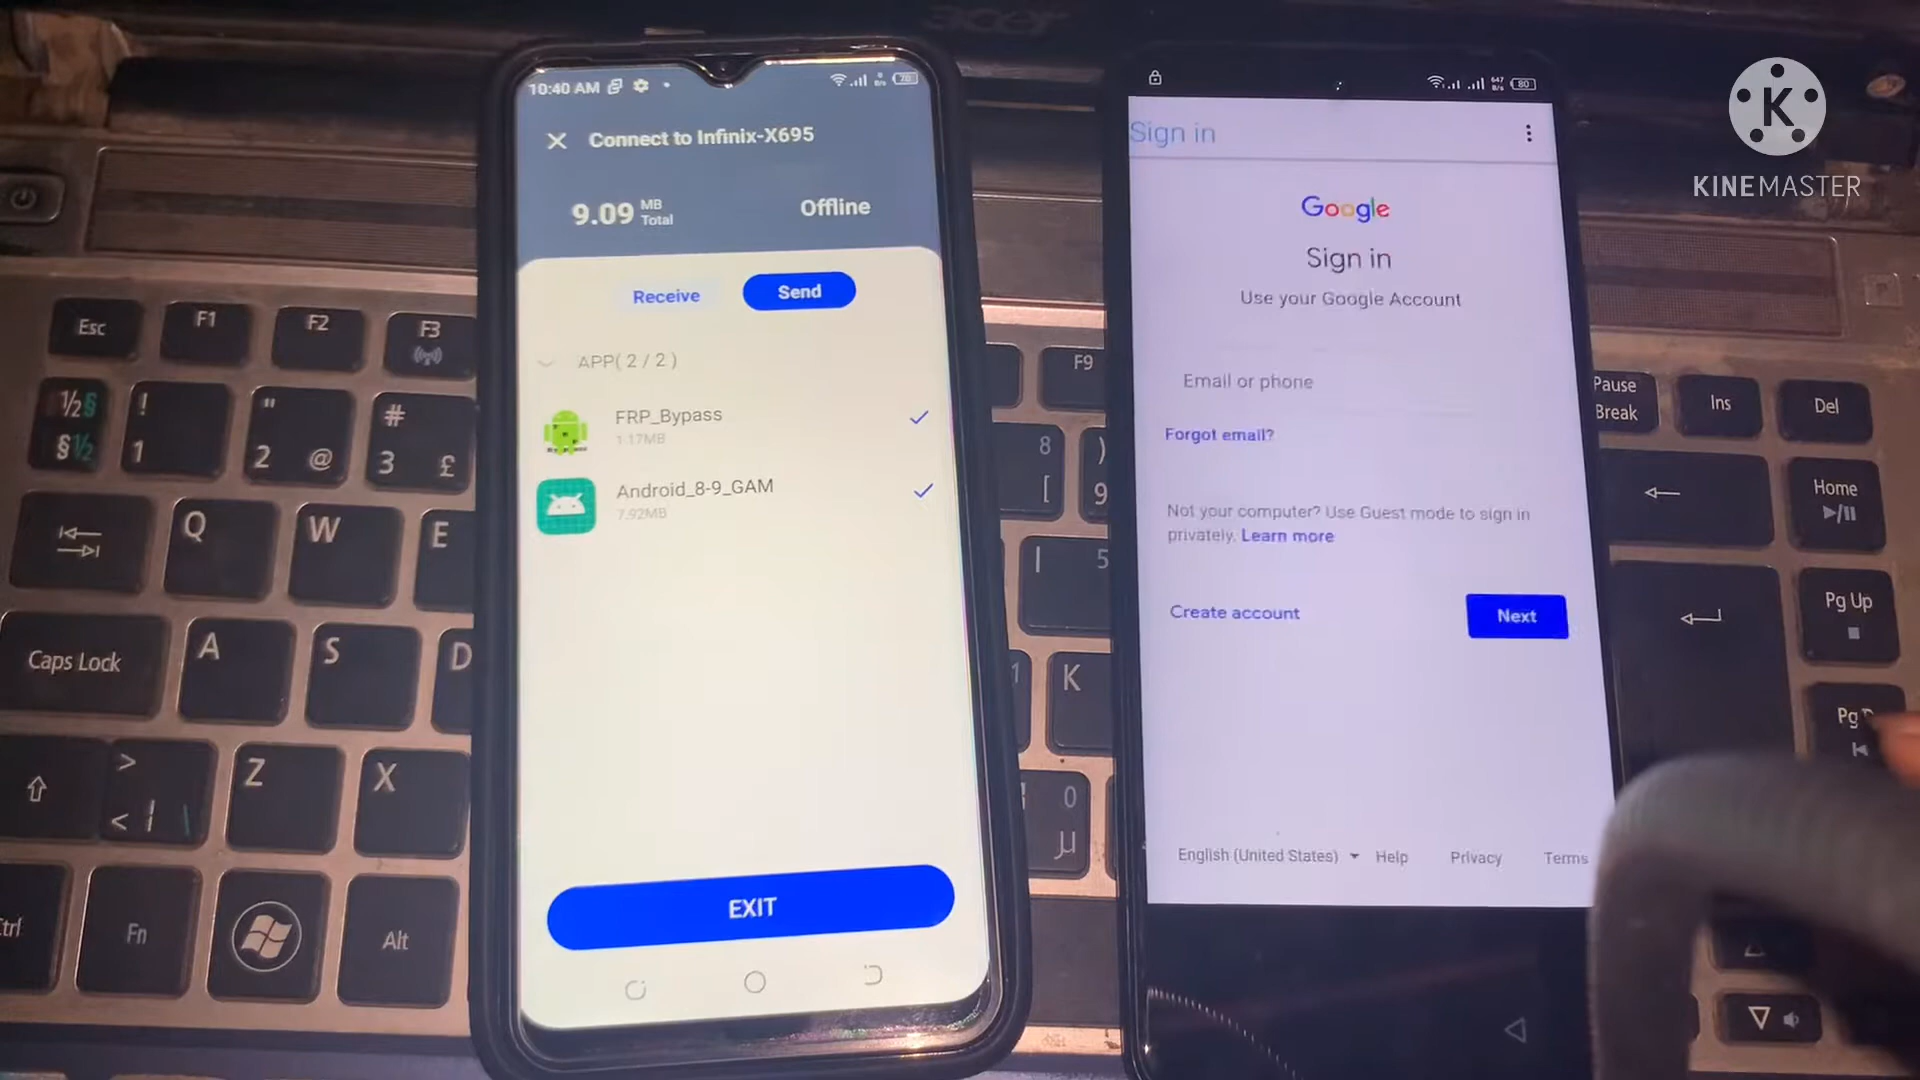 acer
10:40 AM
Connect to Infinix-X695
9.09 MB Total
Offline
Receive
Send
APP( 2 / 2 )
FRP_Bypass
1.17MB
Android_8-9_GAM
7.92MB
EXIT
Sign in
Google
Sign in
Use your Google Account
Email or phone
Forgot email?
Not your computer? Use Guest mode to sign in
privately. Learn more
Create account
Next
English (United States)
Help
Privacy
Terms
K
KINEMASTER
Esc
F1
F2
F3
F9
Pause
Break
Ins
Del
½§
§½
!
1
"
2 @
#
3 £
8
[
)
9
Home
Q
W
E
5
Pg Up
Caps Lock
A
S
D
K
Pg
>
<
|
\
Z
X
0
µ
Fn
Alt